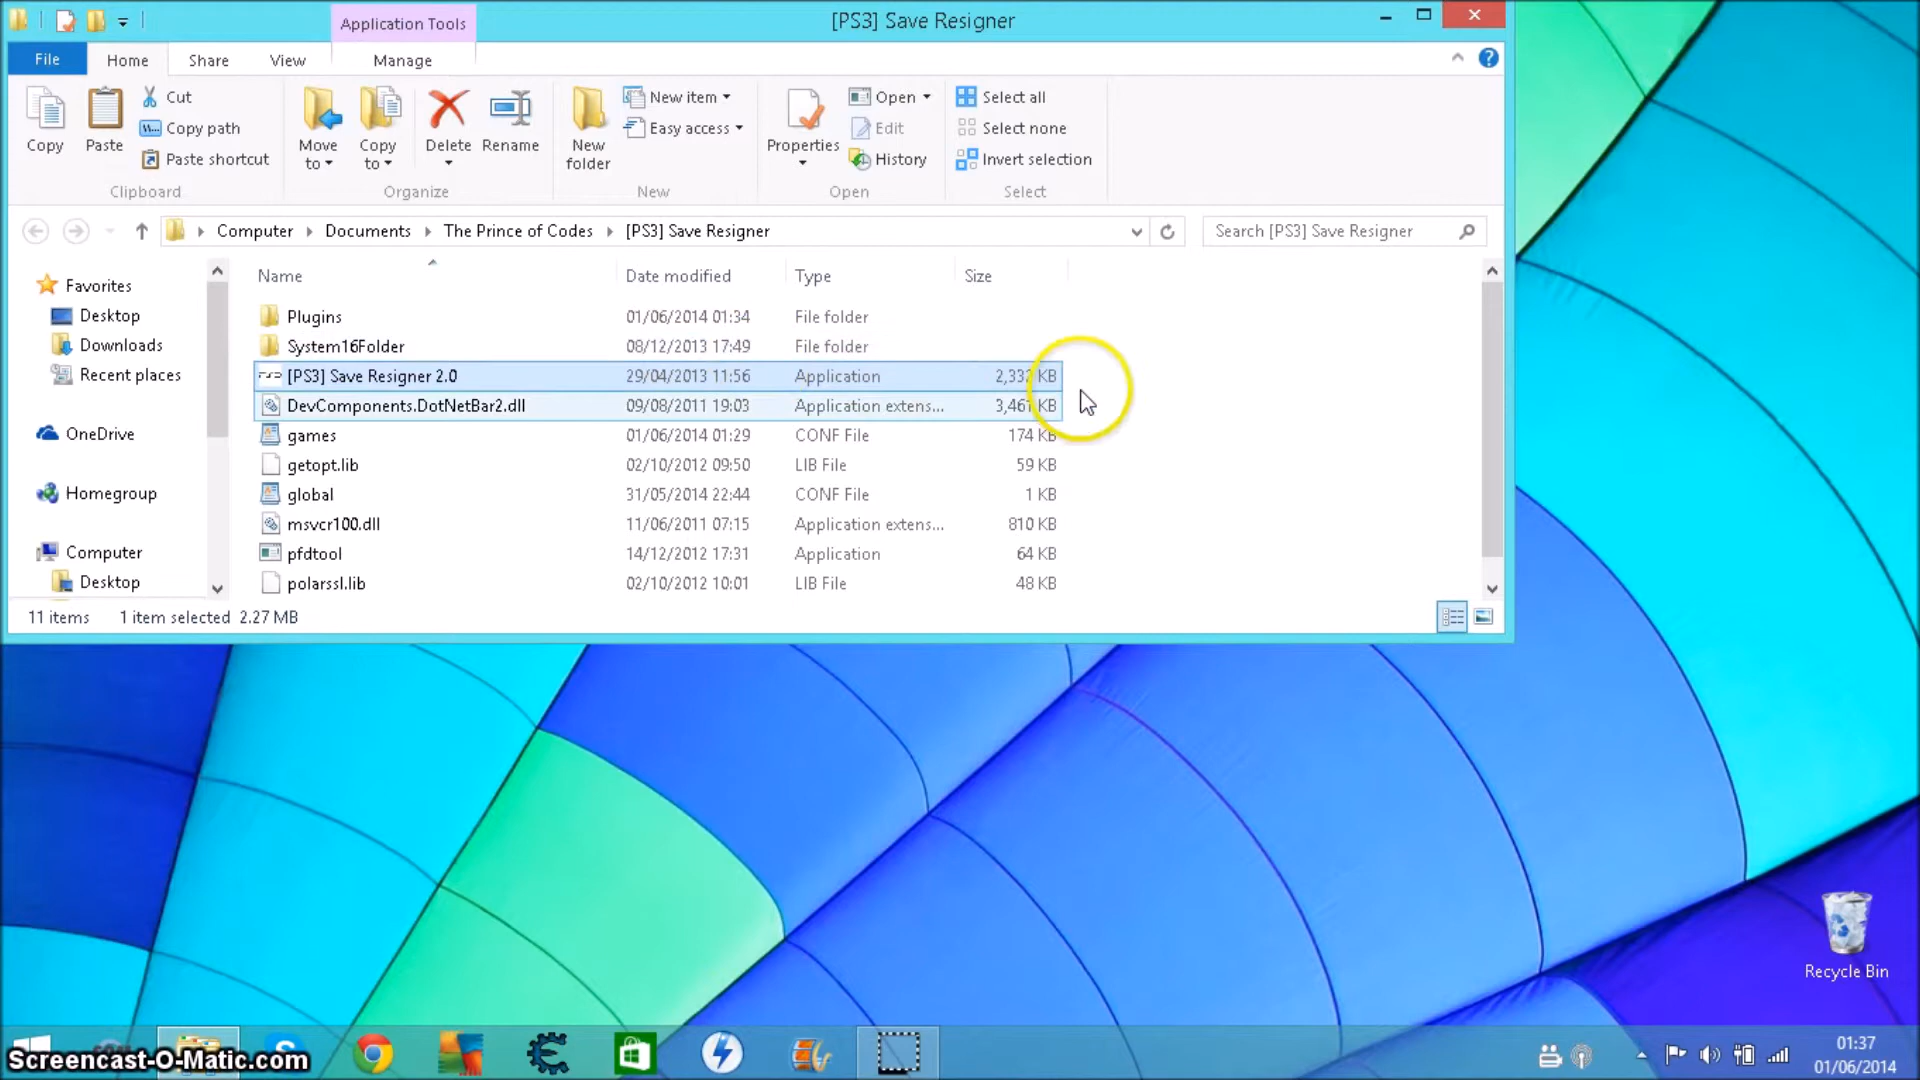 Application Tools
[PS3] Save Resigner
File
Home
Share
View
Manage
Copy
Paste
Cut
Copy path
Paste shortcut
Clipboard
Move to
Copy to
Delete
Rename
Organize
New folder
New item
Easy access
New
Properties
Open
Edit
History
Open
Select all
Select none
Invert selection
Select
Computer
Documents
The Prince of Codes
[PS3] Save Resigner
Search [PS3] Save Resigner
Favorites
Desktop
Downloads
Recent places
OneDrive
Homegroup
Computer
Desktop
Name Date modified Type Size
Plugins 01/06/2014 01:34 File folder
System16Folder 08/12/2013 17:49 File folder
[PS3] Save Resigner 2.0 29/04/2013 11:56 Application 2,332 KB
DevComponents.DotNetBar2.dll 09/08/2011 19:03 Application extens... 3,461 KB
games 01/06/2014 01:29 CONF File 174 KB
getopt.lib 02/10/2012 09:50 LIB File 59 KB
global 31/05/2014 22:44 CONF File 1 KB
msvcr100.dll 11/06/2011 07:15 Application extens... 810 KB
pfdtool 14/12/2012 17:31 Application 64 KB
polarssl.lib 02/10/2012 10:01 LIB File 48 KB
11 items 1 item selected 2.27 MB
Recycle Bin
Screencast-O-Matic.com
01:37
01/06/2014